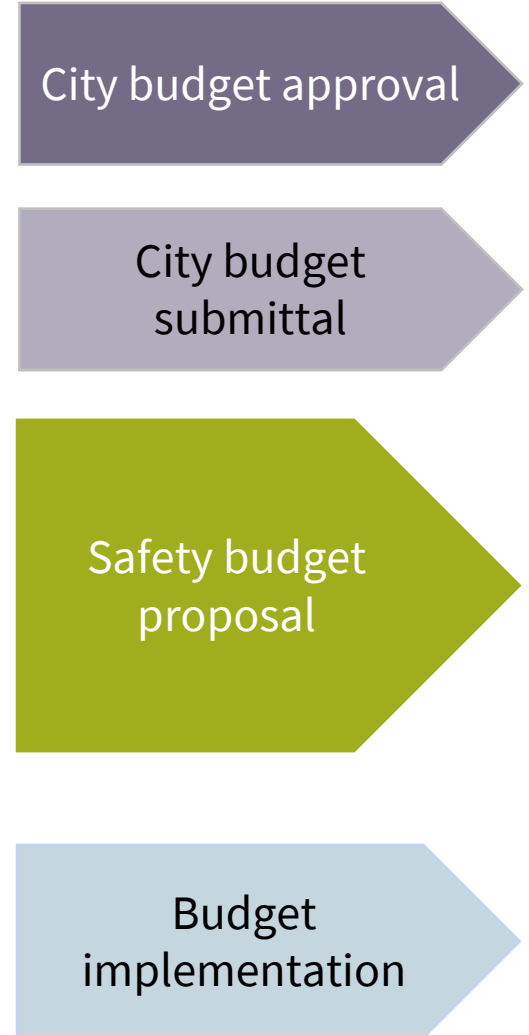 City budget approval
City budget
submittal
Safety budget
proposal
Budget
implementation